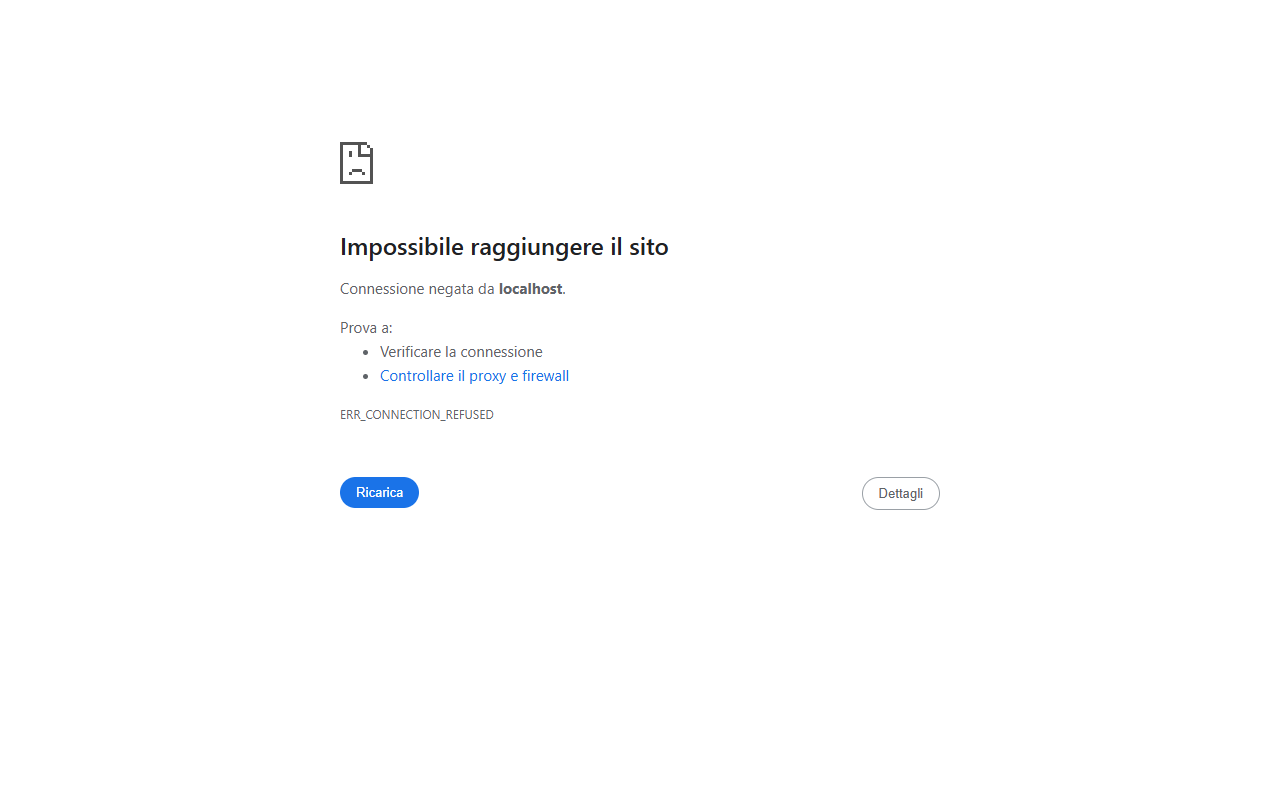 Impossibile raggiungere il sito
Connessione negata da localhost.
Prova a:
Verificare la connessione
Controllare il proxy e firewall
ERR_CONNECTION_REFUSED
Ricarica
Dettagli